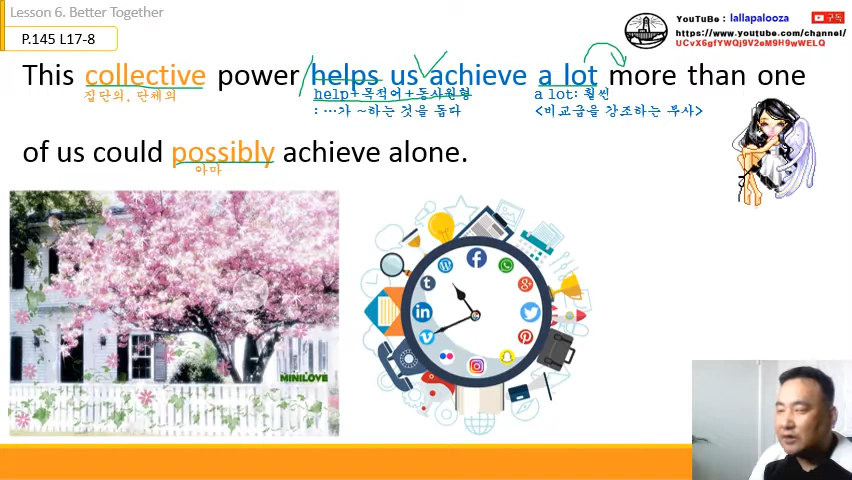 Lesson 6. Better Together
P.145 L17-8
YouTuBe : lallapalooza
구독
https://www.youtube.com/channel/
UCvX6gfYWQj9V2eM9H9wWELQ
This collective power helps us achieve a lot more than one
집단의, 단체의
help+목적어+동사원형
a lot: 훨씬
: …가 ~하는 것을 돕다
<비교급을 강조하는 부사>
of us could possibly achieve alone.
아마
MINILOVE